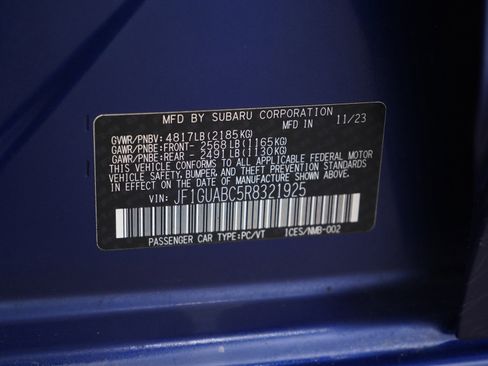 MFD BY SUBARU CORPORATION
MFD IN 11/23
GVWR/PNBV: 4817LB (2185KG)
GAWR/PNBE:FRONT- 2568LB (1165KG)
GAWR/PNBE:REAR - 2491LB (1130KG)
THIS VEHICLE CONFORMS TO ALL APPLICABLE FEDERAL MOTOR
VEHICLE SAFETY, BUMPER, AND THEFT PREVENTION STANDARDS
IN EFFECT ON THE DATE OF MANUFACTURE SHOWN ABOVE.
VIN: JF1GUABC5R8321925
PASSENGER CAR TYPE:PC/VT ICES/NMB-002